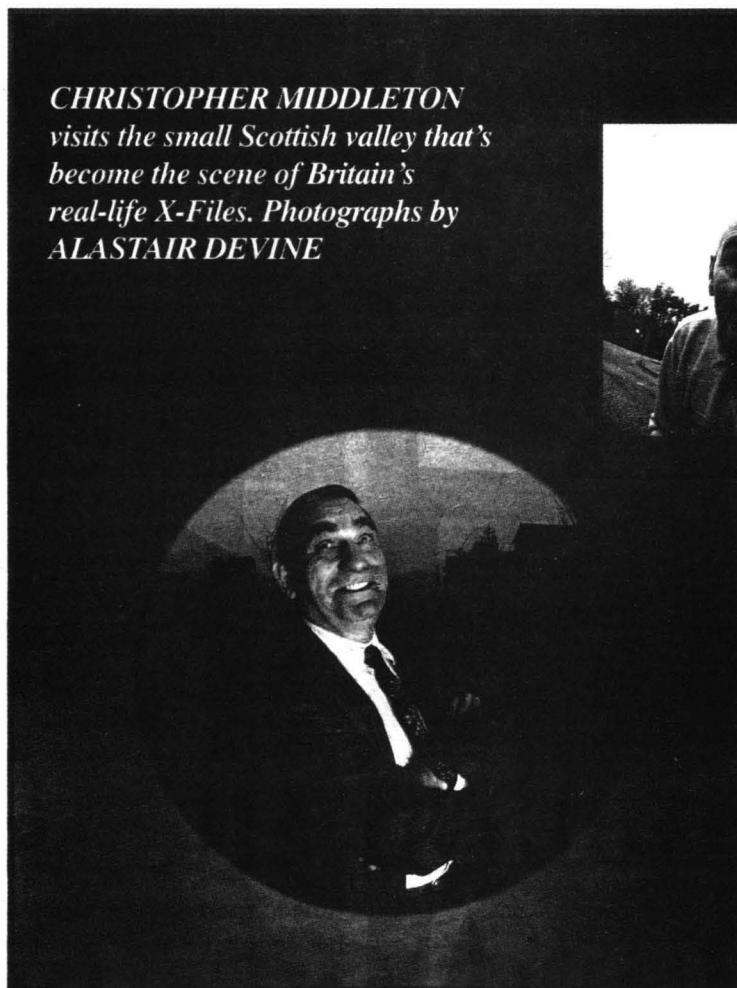 CHRISTOPHER MIDDLETON
visits the small Scottish valley that's
become the scene of Britain's
real-life X-Files. Photographs by
ALASTAIR DEVINE